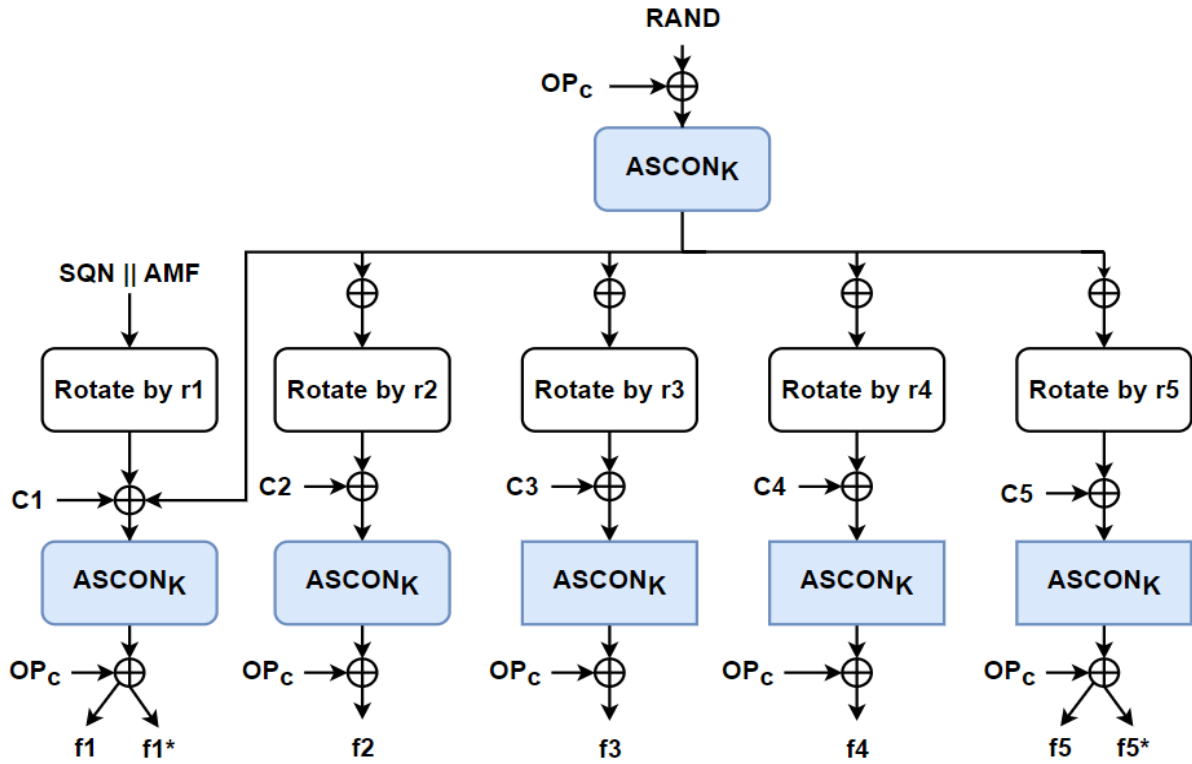 RAND
OPc
ASCONK
SQN || AMF
Rotate by r1
Rotate by r2
Rotate by r3
Rotate by r4
Rotate by r5
C1
C2
C3
C4
C5
ASCONK
ASCONK
ASCONK
ASCONK
ASCONK
OPc
OPc
OPc
OPc
OPc
f1
f1*
f2
f3
f4
f5
f5*